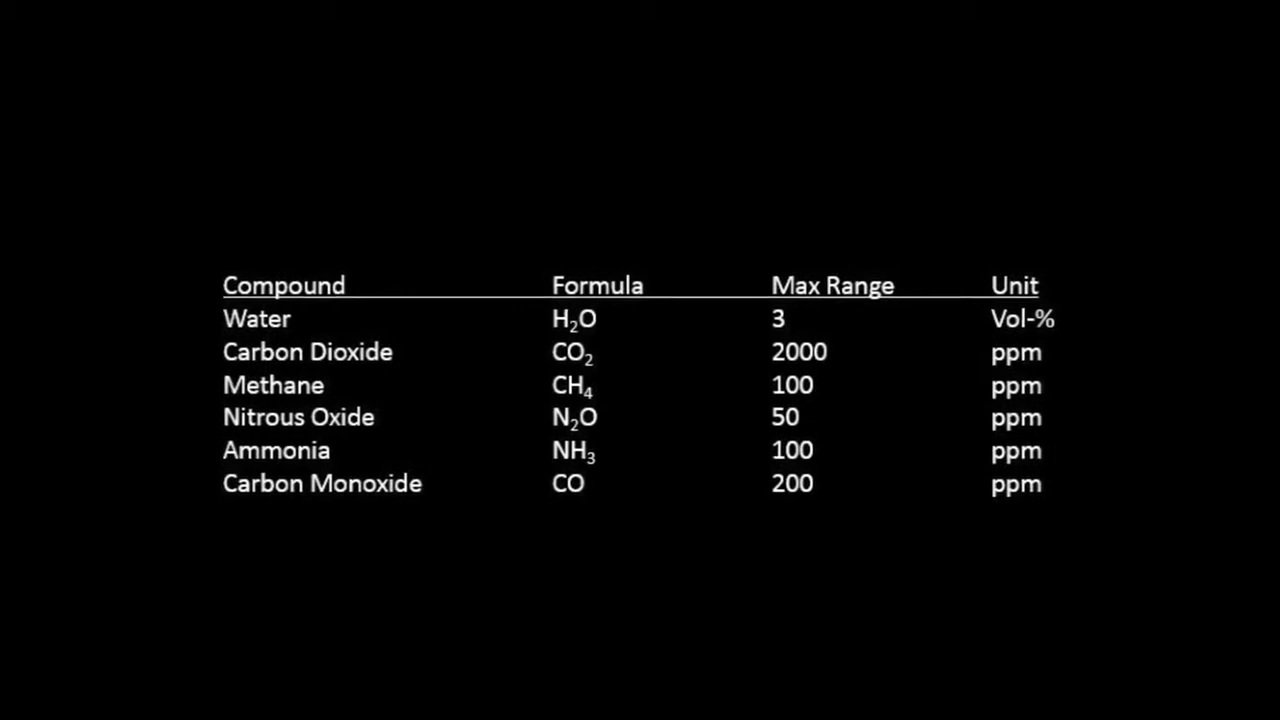 Compound Formula Max Range Unit
Water H₂O 3 Vol-%
Carbon Dioxide CO₂ 2000 ppm
Methane CH₄ 100 ppm
Nitrous Oxide N₂O 50 ppm
Ammonia NH₃ 100 ppm
Carbon Monoxide CO 200 ppm